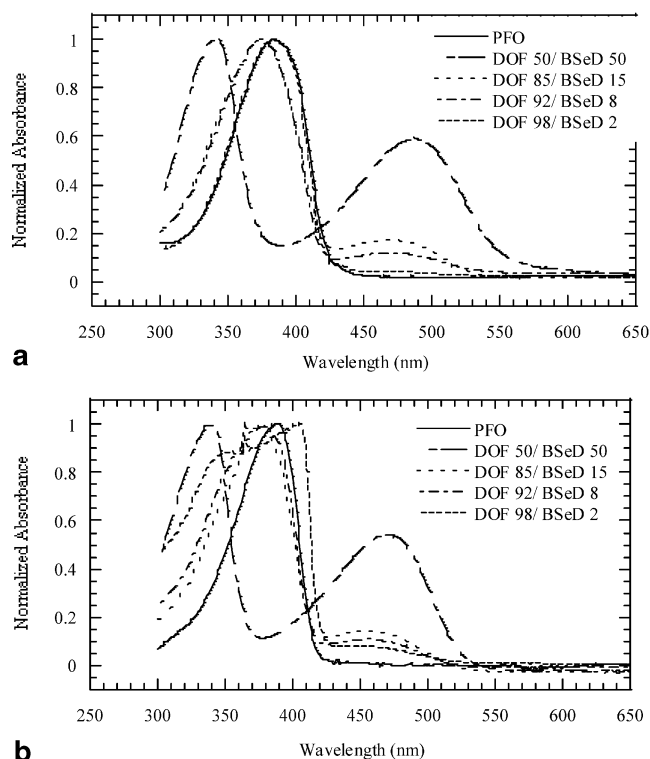 PFO
DOF 50/ BSeD 50
DOF 85/ BSeD 15
DOF 92/ BSeD 8
DOF 98/ BSeD 2
Normalized Absorbance
1
0.8
0.6
0.4
0.2
0
250 300 350 400 450 500 550 600 650
Wavelength (nm)
a
PFO
DOF 50/ BSeD 50
DOF 85/ BSeD 15
DOF 92/ BSeD 8
DOF 98/ BSeD 2
Normalized Absorbance
1
0.8
0.6
0.4
0.2
0
250 300 350 400 450 500 550 600 650
Wavelength (nm)
b